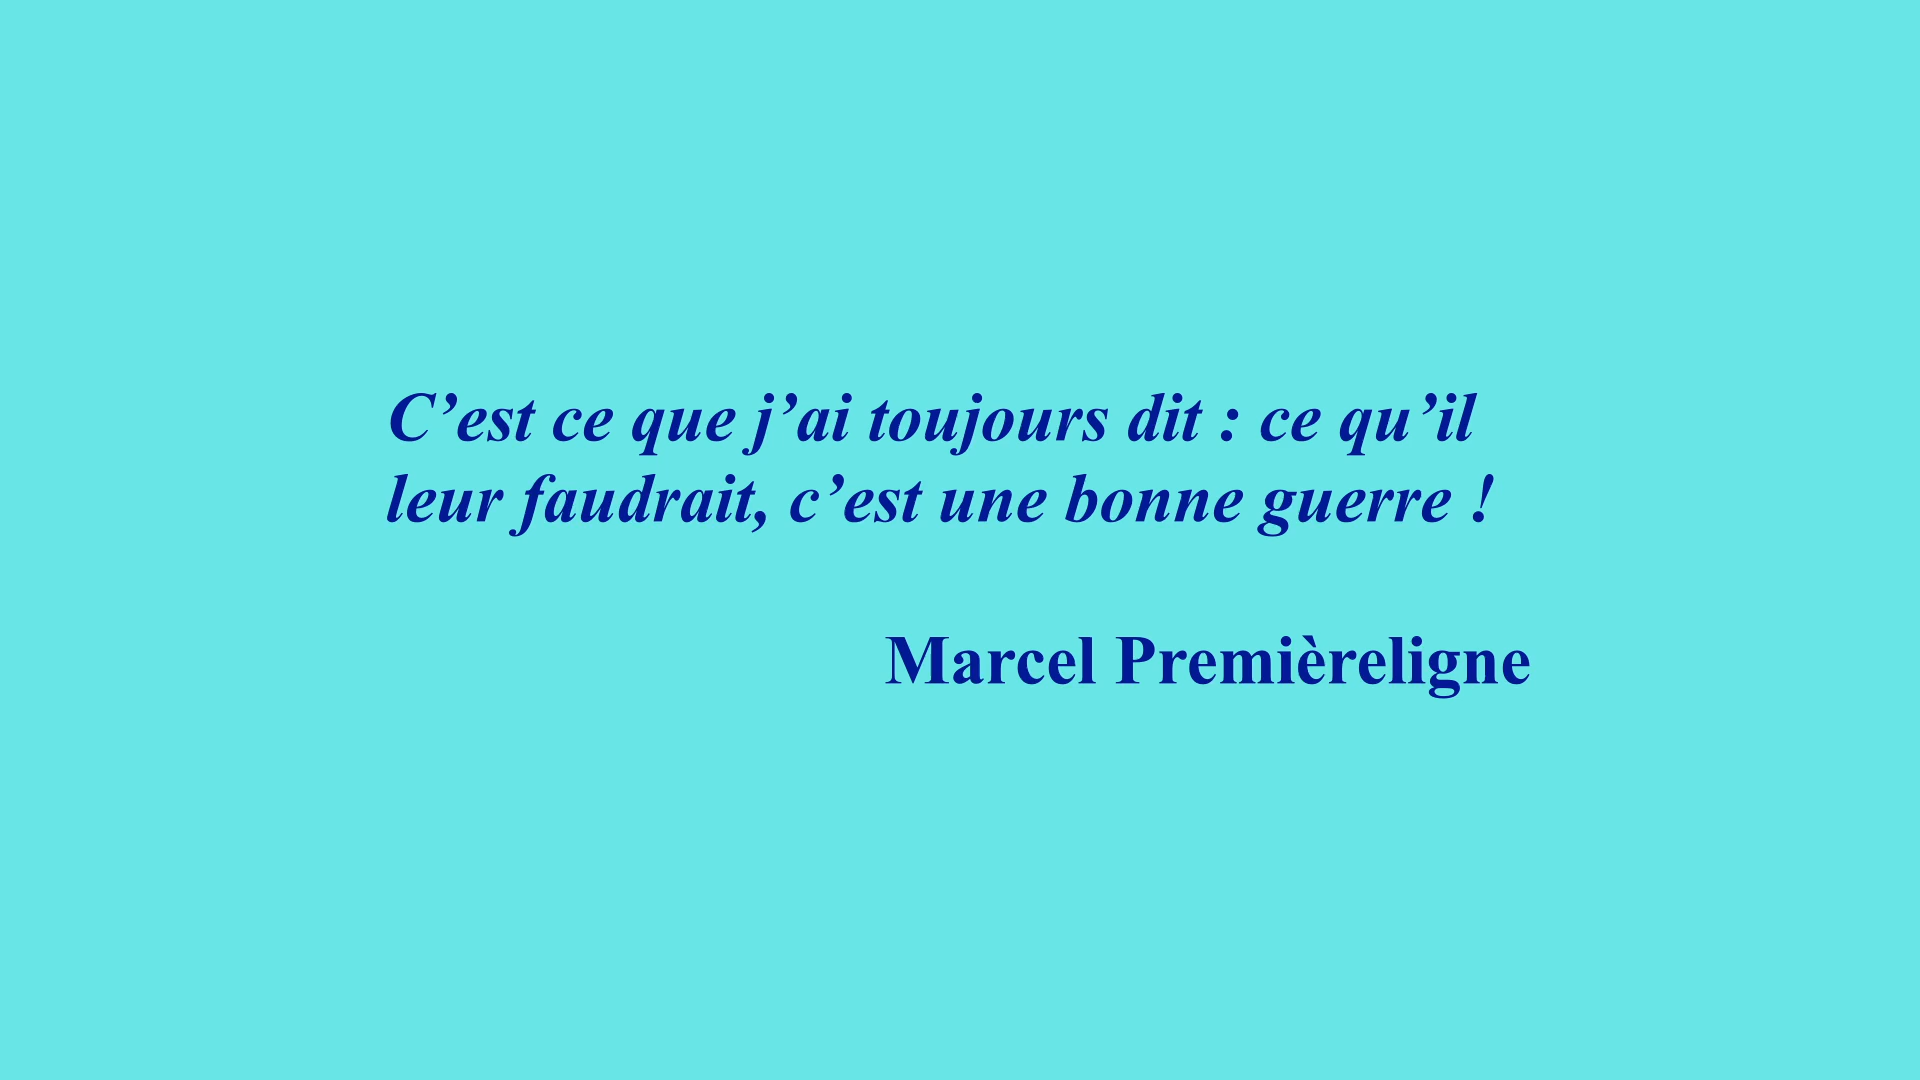 C’est ce que j’ai toujours dit : ce qu’il
leur faudrait, c’est une bonne guerre !
Marcel Premièreligne